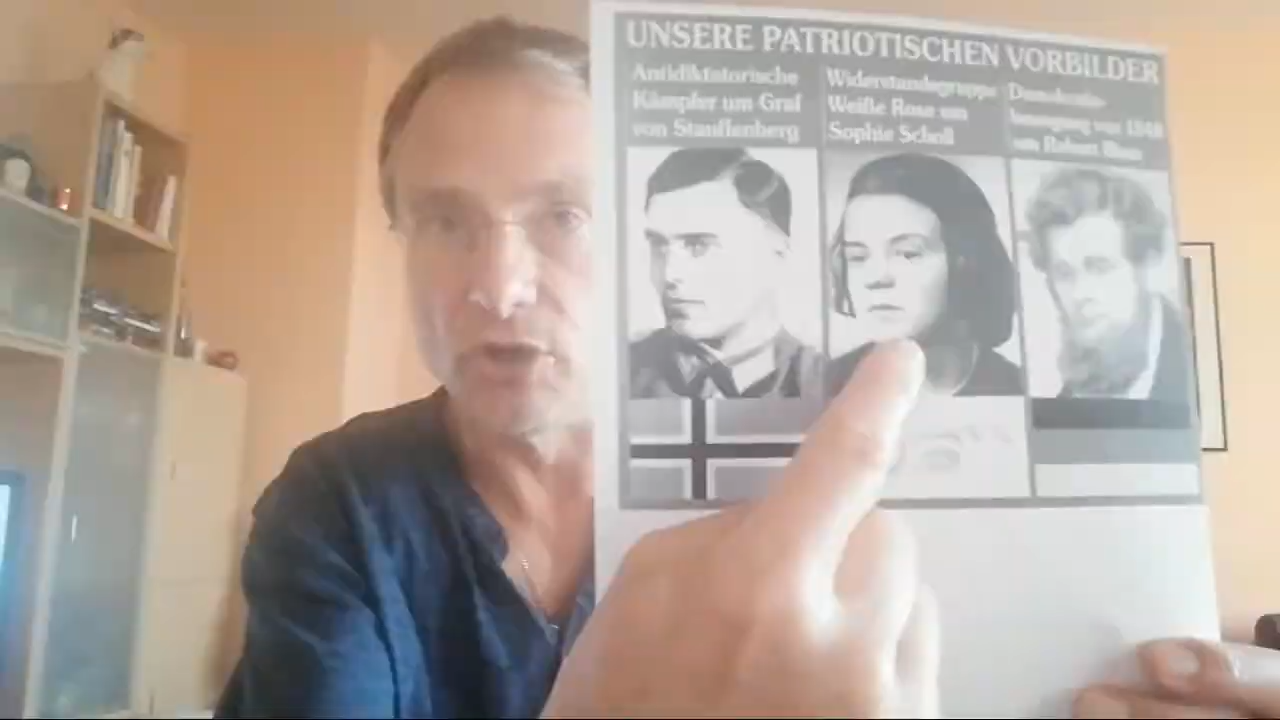 UNSERE PATRIOTISCHEN VORBILDER
Antidiktatorische
Kämpfer um Graf
von Stauffenberg
Widerstandsgruppe
Weiße Rose um
Sophie Scholl
Demokratie-
bewegung von 1848
um Robert Blum